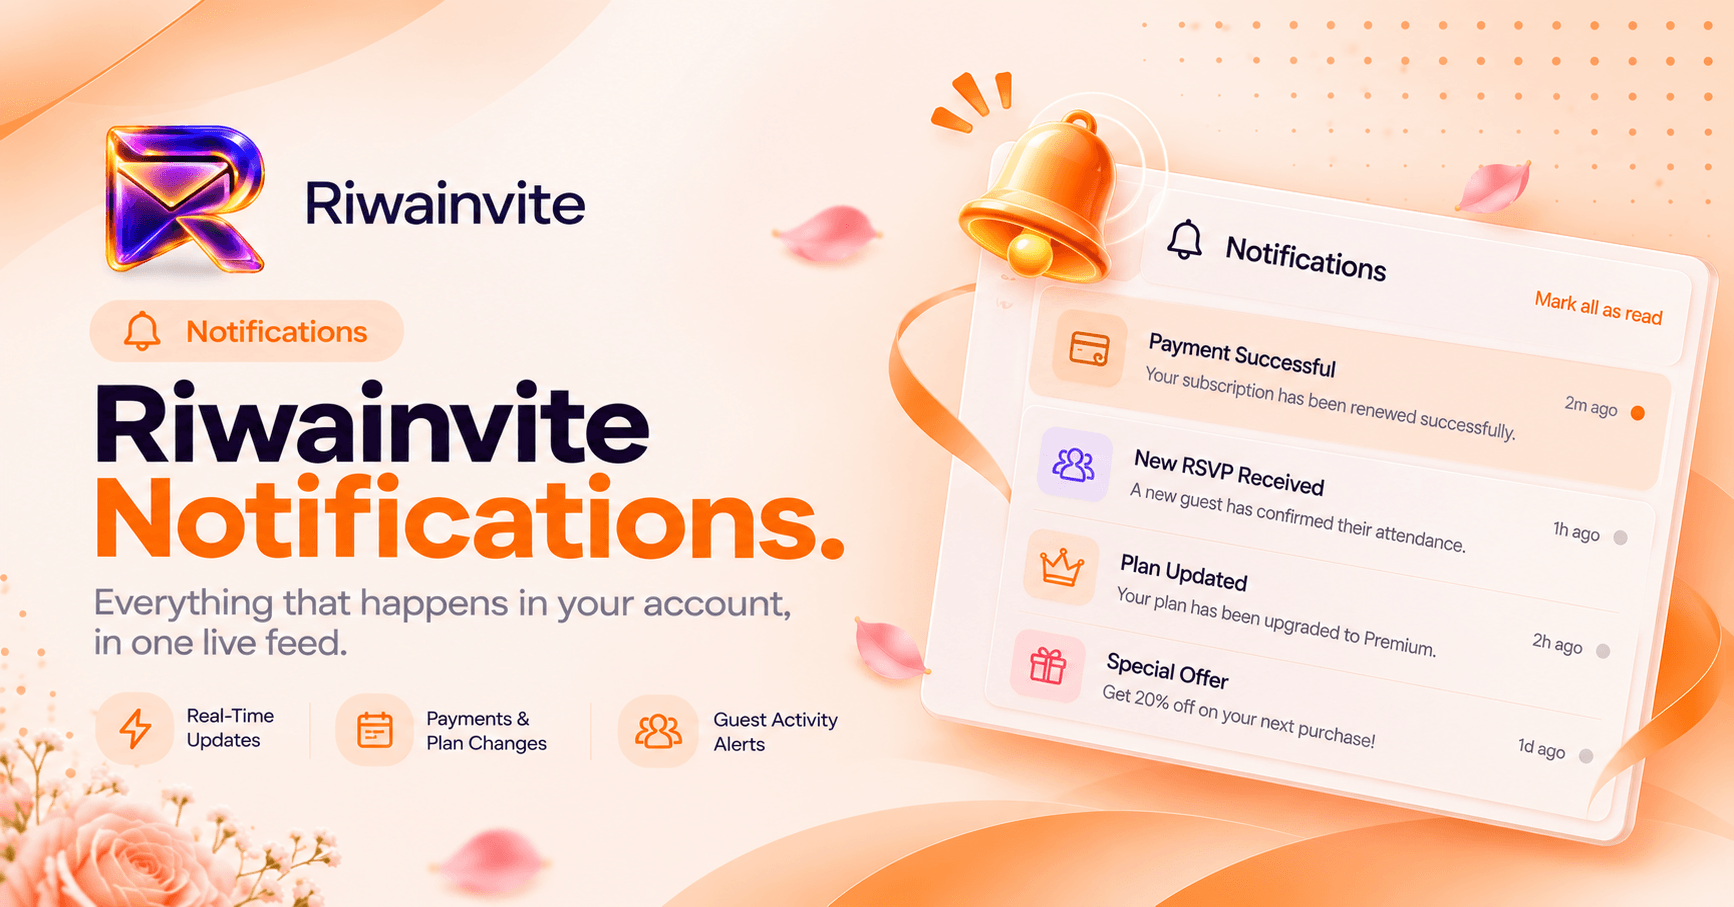 Riwainvite
Notifications
Riwainvite
Notifications.
Everything that happens in your account,
in one live feed.
Real-Time
Updates
Payments &
Plan Changes
Guest Activity
Alerts
Notifications
Mark all as read
Payment Successful
Your subscription has been renewed successfully.
2m ago
New RSVP Received
A new guest has confirmed their attendance.
1h ago
Plan Updated
Your plan has been upgraded to Premium.
2h ago
Special Offer
Get 20% off on your next purchase!
1d ago